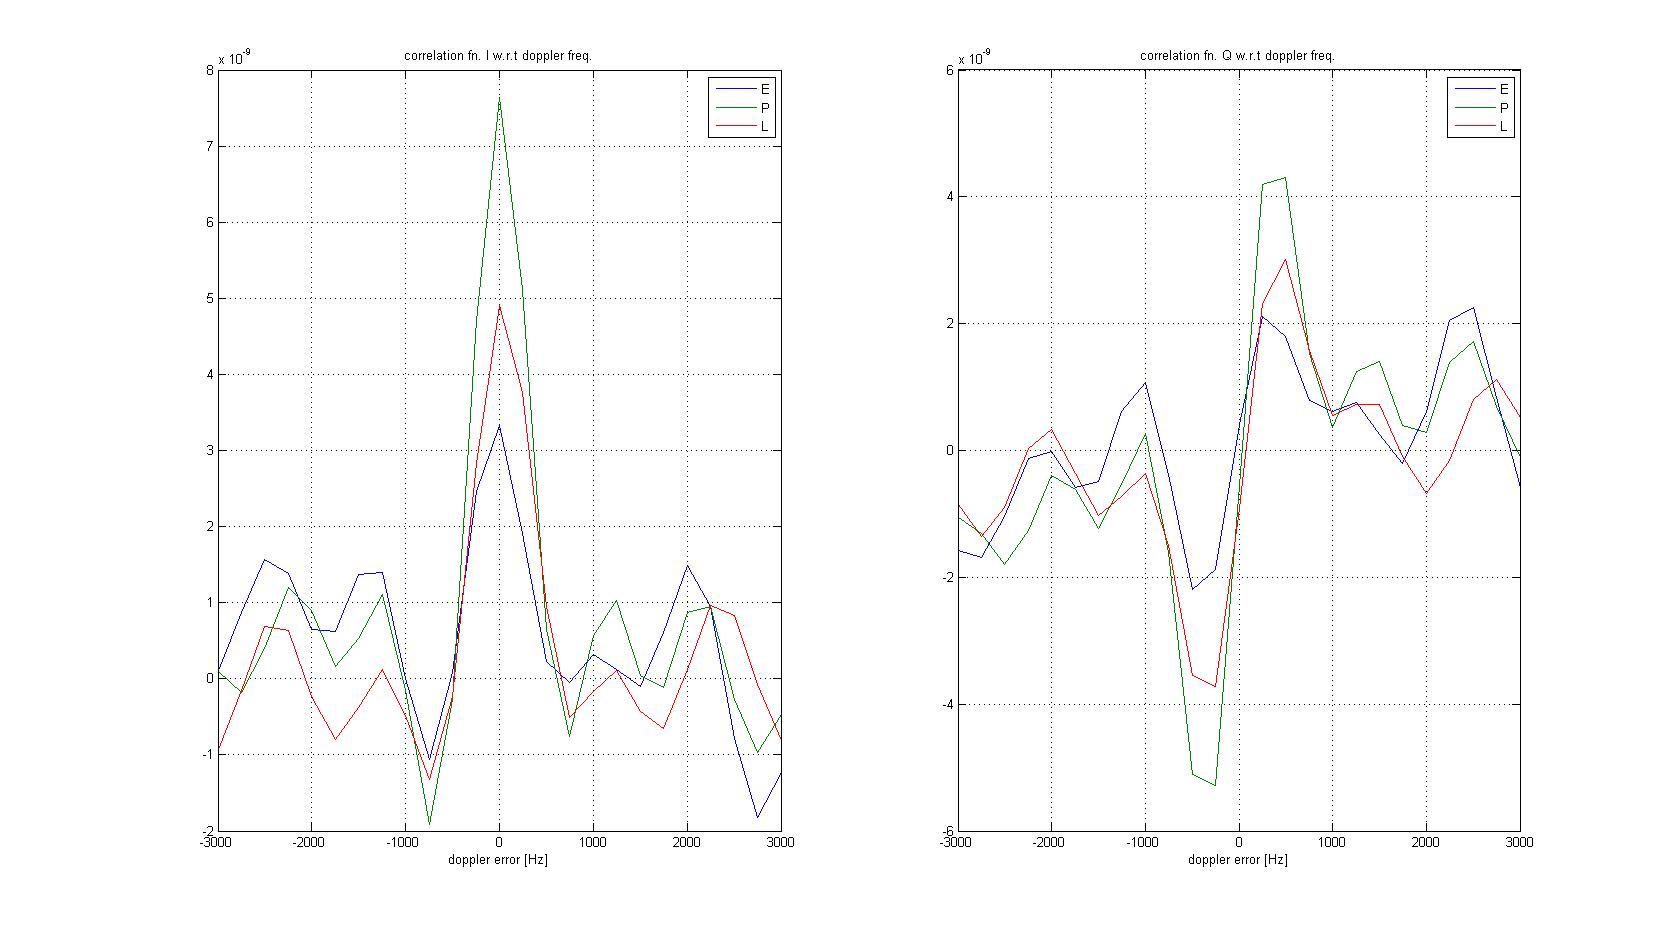 correlation fn. I w.r.t doppler freq.
x 10^-9
8
7
6
5
4
3
2
1
0
-1
-2
-3000 -2000 -1000 0 1000 2000 3000
doppler error [Hz]
E
P
L
correlation fn. Q w.r.t doppler freq.
x 10^-9
6
4
2
0
-2
-4
-6
-3000 -2000 -1000 0 1000 2000 3000
doppler error [Hz]
E
P
L